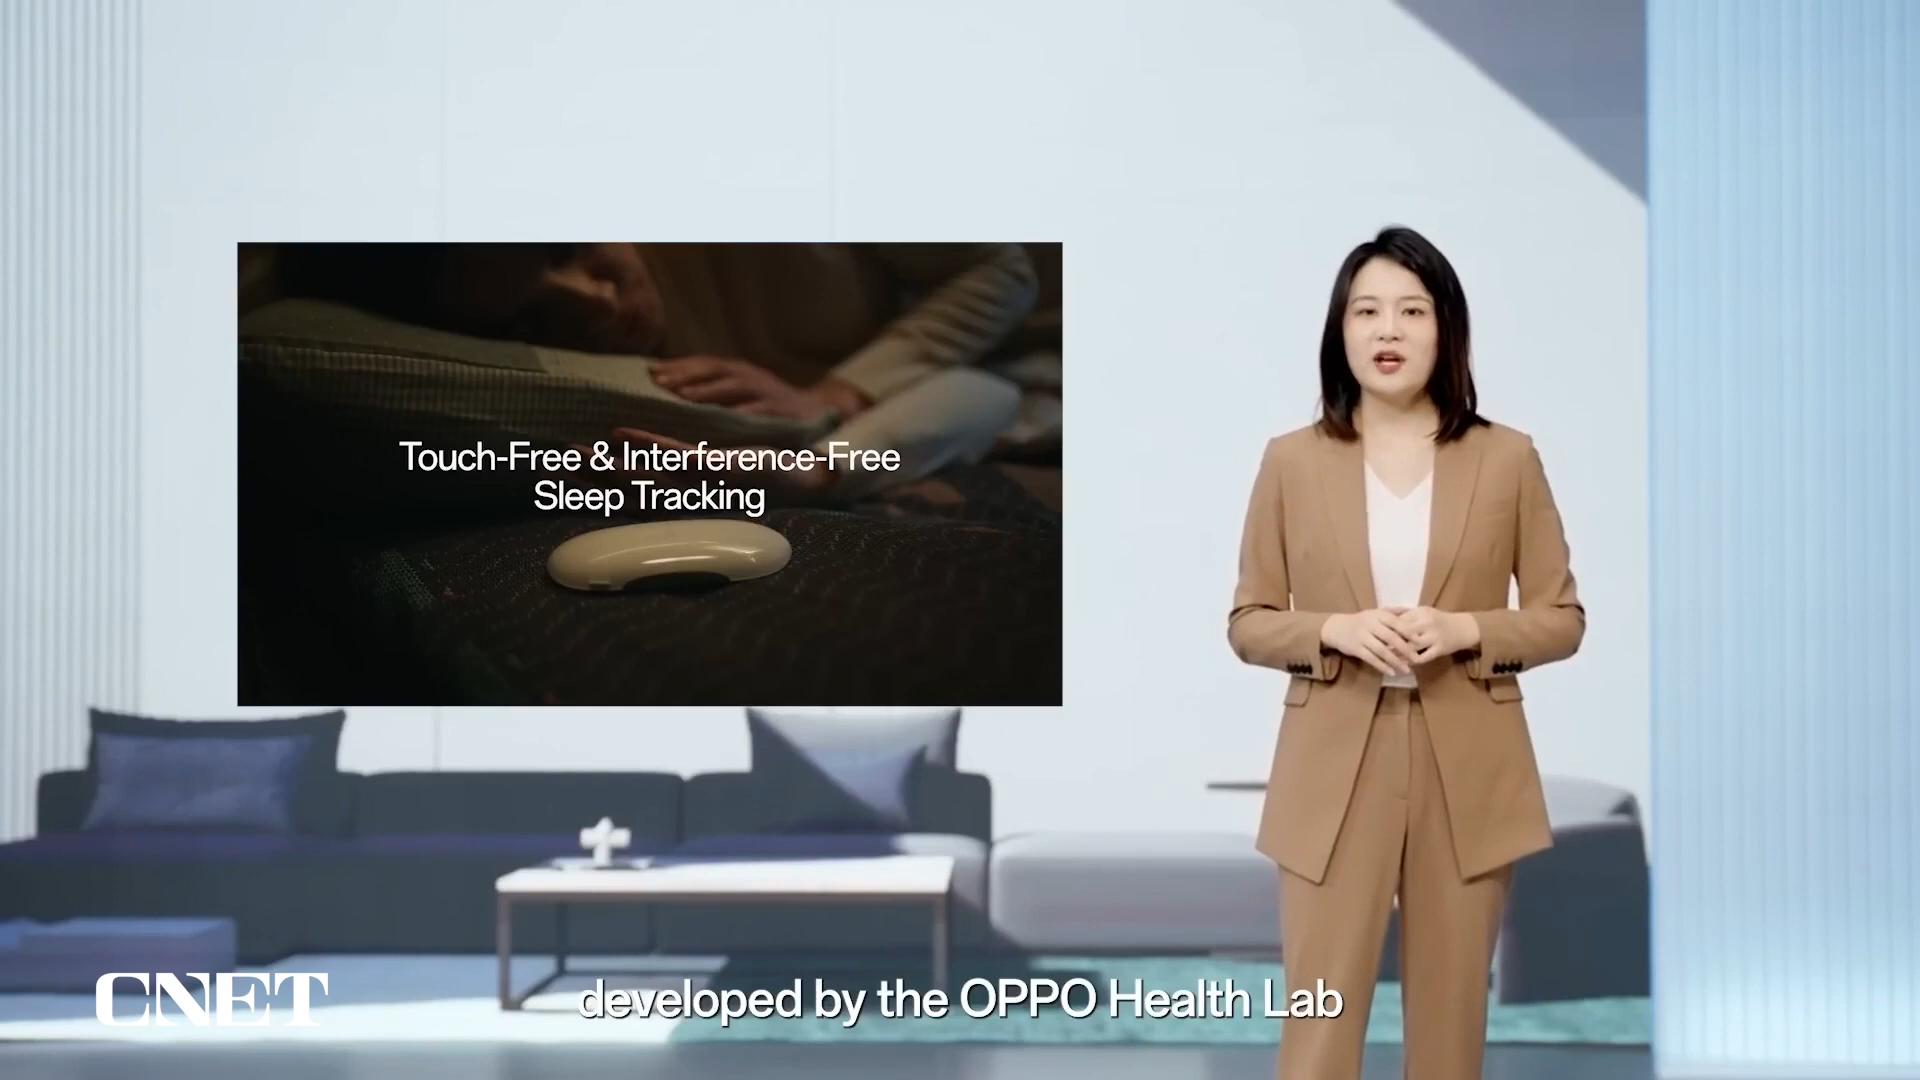 Touch-Free & Interference-Free
Sleep Tracking
developed by the OPPO Health Lab
CNET